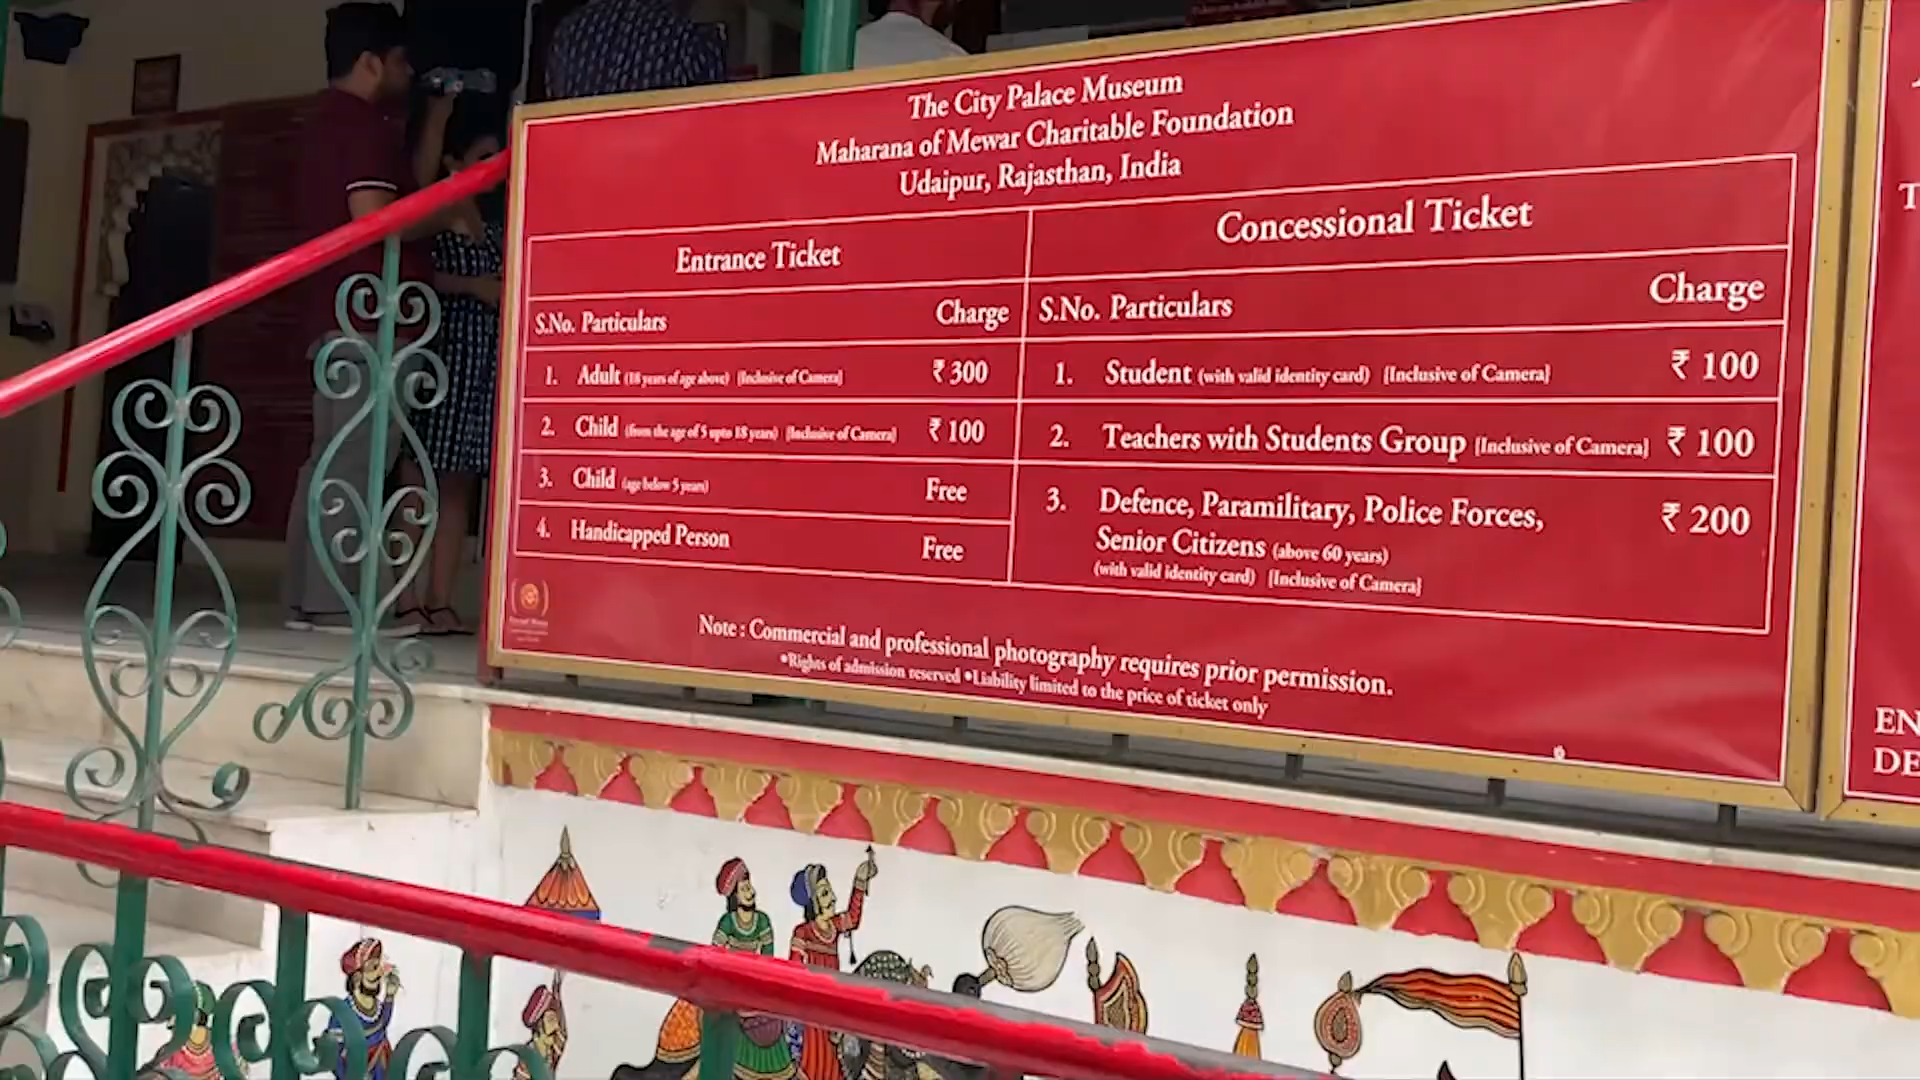 The City Palace Museum
Maharana of Mewar Charitable Foundation
Udaipur, Rajasthan, India
Entrance Ticket
S.No. Particulars Charge
1. Adult (18 years of age above) [Inclusive of Camera] ₹ 300
2. Child (from the age of 5 upto 18 years) [Inclusive of Camera] ₹ 100
3. Child (age below 5 years) Free
4. Handicapped Person Free
Concessional Ticket
S.No. Particulars Charge
1. Student (with valid identity card) [Inclusive of Camera] ₹ 100
2. Teachers with Students Group [Inclusive of Camera] ₹ 100
3. Defence, Paramilitary, Police Forces, ₹ 200
Senior Citizens (above 60 years)
(with valid identity card) [Inclusive of Camera]
Note : Commercial and professional photography requires prior permission.
•Rights of admission reserved •Liability limited to the price of ticket only
T
EN
DE